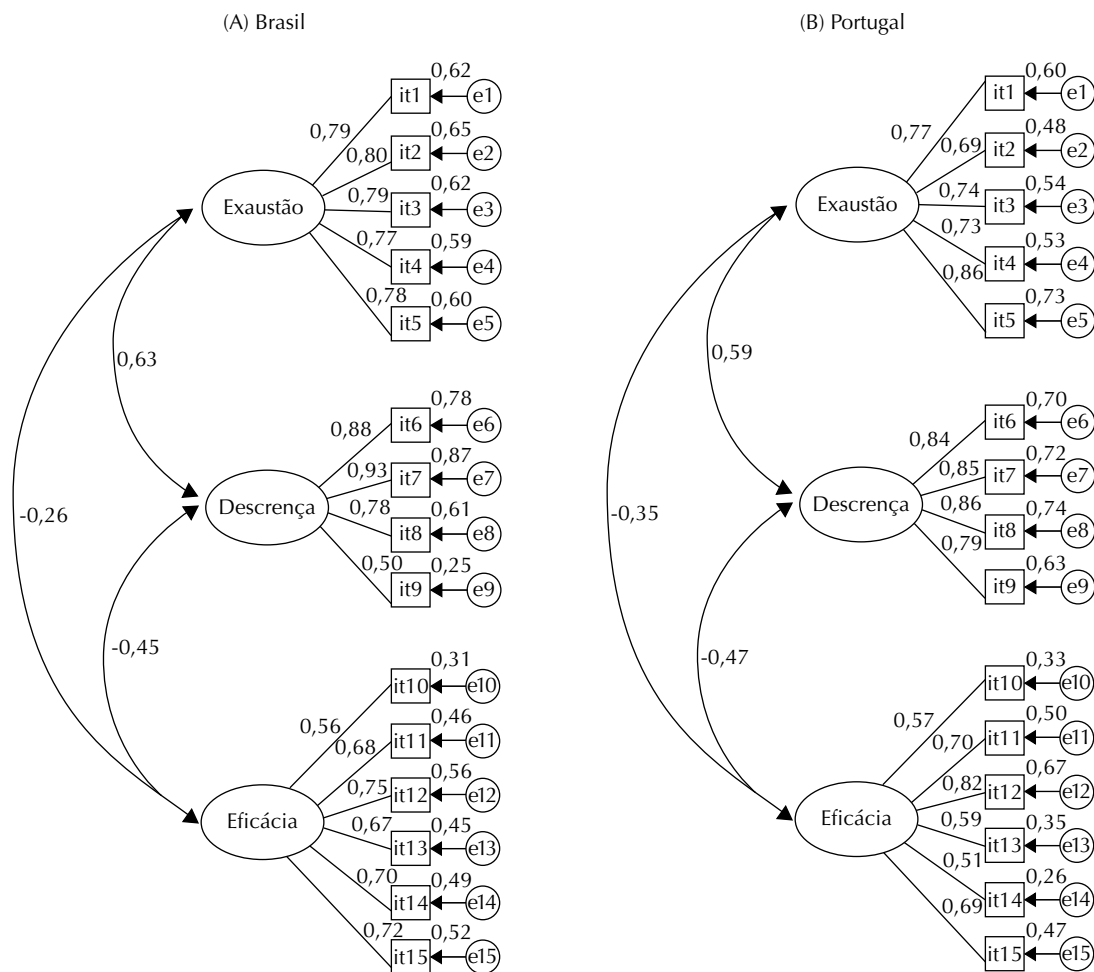 (A) Brasil
0,62
it1
e1
0,79
0,65
it2
e2
0,80
0,62
it3
e3
0,79
Exaustão
0,59
it4
e4
0,77
0,60
it5
e5
0,78
0,63
0,78
it6
e6
0,88
0,87
it7
e7
0,93
0,61
it8
e8
0,78
Descrença
0,25
it9
e9
0,50
-0,26
-0,45
0,31
it10
e10
0,56
0,46
it11
e11
0,68
0,56
it12
e12
0,75
Eficácia
0,45
it13
e13
0,67
0,49
it14
e14
0,70
0,52
it15
e15
0,72
(B) Portugal
0,60
it1
e1
0,77
0,48
it2
e2
0,69
0,54
it3
e3
0,74
Exaustão
0,53
it4
e4
0,73
0,73
it5
e5
0,86
0,59
0,70
it6
e6
0,84
0,72
it7
e7
0,85
0,74
it8
e8
0,86
Descrença
0,63
it9
e9
0,79
-0,35
-0,47
0,33
it10
e10
0,57
0,50
it11
e11
0,70
0,67
it12
e12
0,82
Eficácia
0,35
it13
e13
0,59
0,26
it14
e14
0,51
0,47
it15
e15
0,69